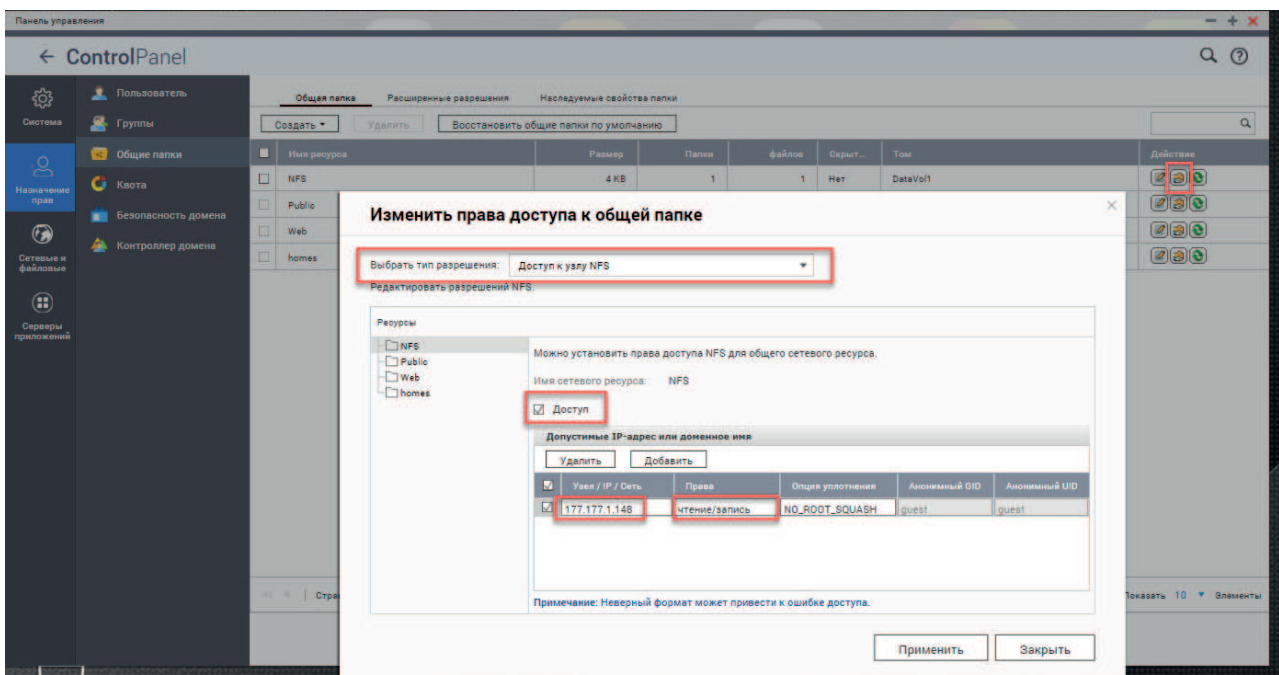 Панель управления
ControlPanel
Система
Назначение
прав
Сетевые и
файловые
Серверы
приложений
Пользователь
Группы
Общие папки
Квота
Безопасность домена
Контроллер домена
Общая папка Расширенные разрешения Наследуемые свойства папки
Создать Удалить Восстановить общие папки по умолчанию
Имя ресурса Размер Папки файлов Скрыт... Том Действие
NFS 4 KB 1 1 Нет DataVol1
Public
Web
homes
Изменить права доступа к общей папке
Выбрать тип разрешения: Доступ к узлу NFS
Редактировать разрешений NFS.
Ресурсы
NFS
Public
Web
homes
Можно установить права доступа NFS для общего сетевого ресурса.
Имя сетевого ресурса: NFS
Доступ
Допустимые IP-адрес или доменное имя
Удалить Добавить
Узел / IP / Сеть Права Опция уплотнения Анонимный GID Анонимный UID
177.177.1.148 чтение/запись NO_ROOT_SQUASH guest guest
Примечание: Неверный формат может привести к ошибке доступа.
Стра
Показать 10 Элементы
Применить Закрыть